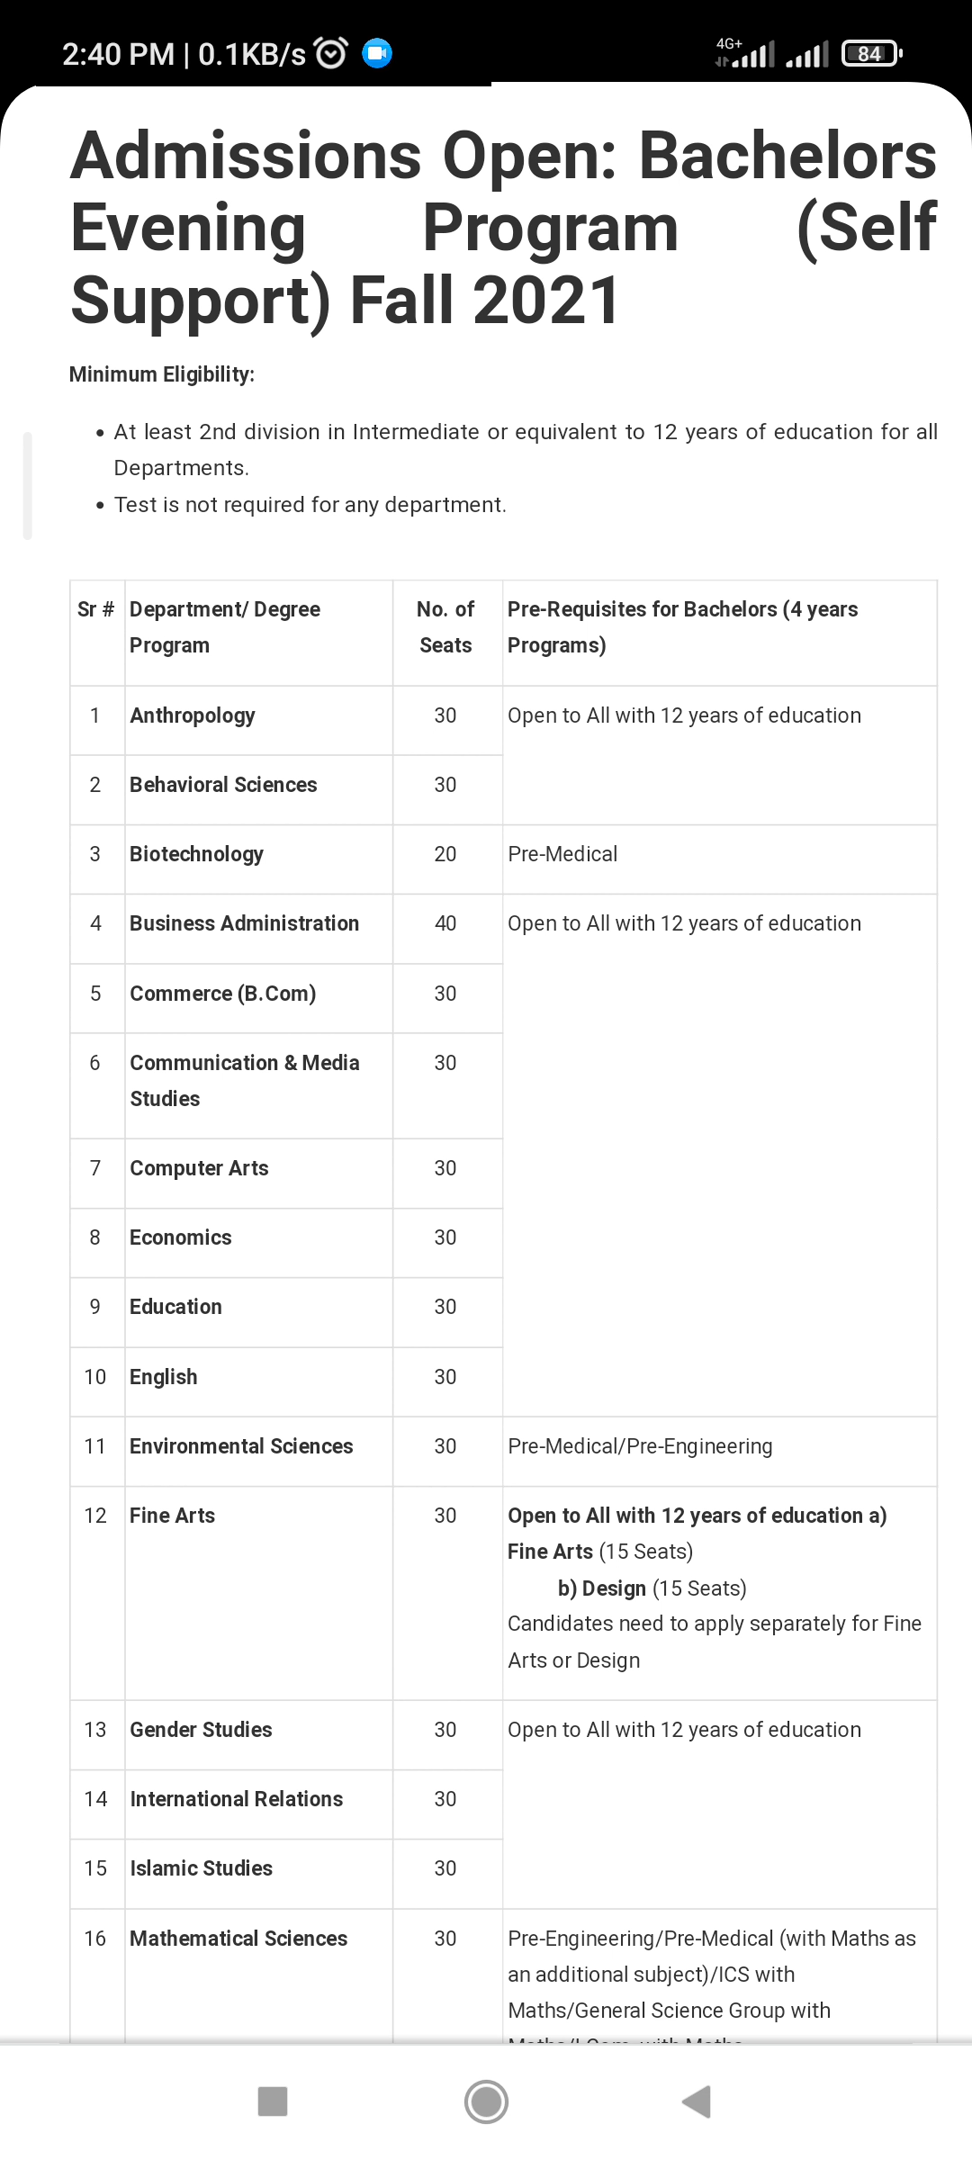 2:40 PM | 0.1KB/s
4G+
84
Admissions Open: Bachelors
Evening Program (Self
Support) Fall 2021
Minimum Eligibility:
• At least 2nd division in Intermediate or equivalent to 12 years of education for all
Departments.
• Test is not required for any department.
Sr # Department/ Degree No. of Pre-Requisites for Bachelors (4 years
Program Seats Programs)
1 Anthropology 30 Open to All with 12 years of education
2 Behavioral Sciences 30
3 Biotechnology 20 Pre-Medical
4 Business Administration 40 Open to All with 12 years of education
5 Commerce (B.Com) 30
6 Communication & Media 30
Studies
7 Computer Arts 30
8 Economics 30
9 Education 30
10 English 30
11 Environmental Sciences 30 Pre-Medical/Pre-Engineering
12 Fine Arts 30 Open to All with 12 years of education a)
Fine Arts (15 Seats)
b) Design (15 Seats)
Candidates need to apply separately for Fine
Arts or Design
13 Gender Studies 30 Open to All with 12 years of education
14 International Relations 30
15 Islamic Studies 30
16 Mathematical Sciences 30 Pre-Engineering/Pre-Medical (with Maths as
an additional subject)/ICS with
Maths/General Science Group with